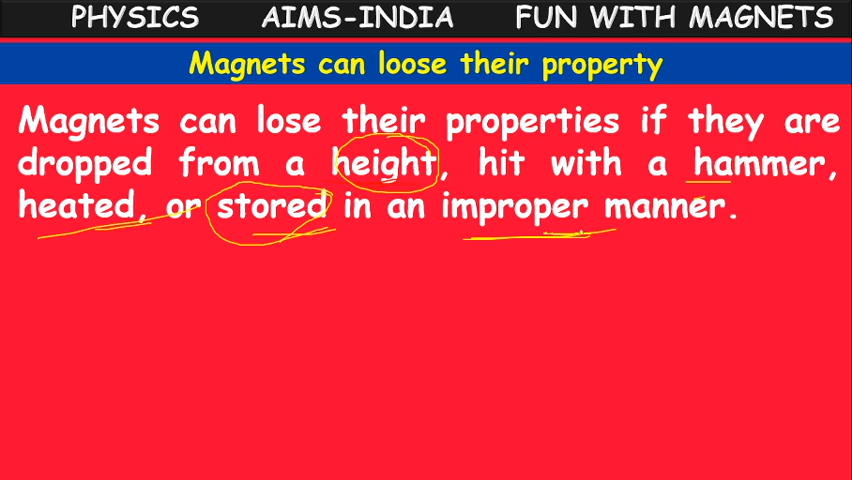 PHYSICS AIMS-INDIA FUN WITH MAGNETS
Magnets can loose their property
Magnets can lose their properties if they are
dropped from a height, hit with a hammer,
heated, or stored in an improper manner.